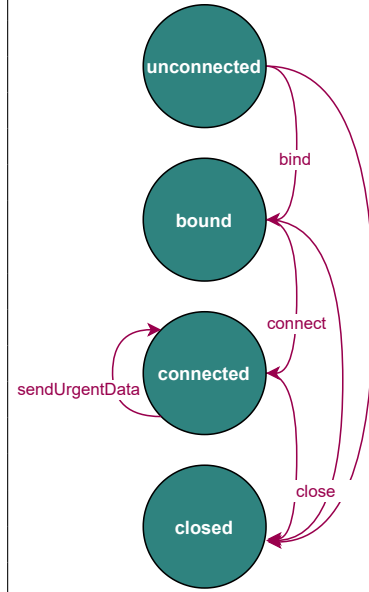 unconnected
bind
bound
connect
connected
sendUrgentData
close
closed